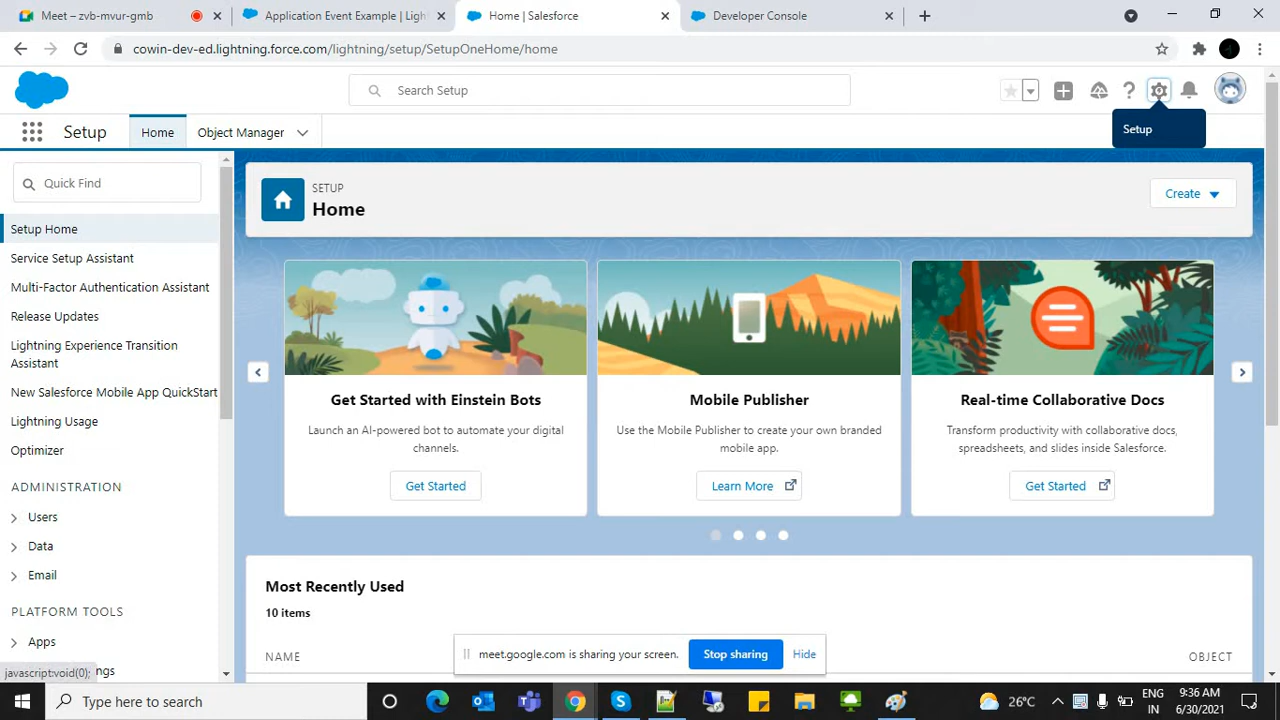 Meet – zvb-mvur-gmb
Application Event Example | Ligh
Home | Salesforce
Developer Console
cowin-dev-ed.lightning.force.com/lightning/setup/SetupOneHome/home
Search Setup
Setup
Home
Object Manager
Setup
Quick Find
SETUP
Home
Create
Setup Home
Service Setup Assistant
Multi-Factor Authentication Assistant
Release Updates
Lightning Experience Transition
Assistant
New Salesforce Mobile App QuickStart
Lightning Usage
Optimizer
ADMINISTRATION
Users
Data
Email
PLATFORM TOOLS
Apps
ngs
javascript:void(0);
Get Started with Einstein Bots
Launch an AI-powered bot to automate your digital
channels.
Get Started
Mobile Publisher
Use the Mobile Publisher to create your own branded
mobile app.
Learn More
Real-time Collaborative Docs
Transform productivity with collaborative docs,
spreadsheets, and slides inside Salesforce.
Get Started
Most Recently Used
10 items
NAME
OBJECT
meet.google.com is sharing your screen.
Stop sharing
Hide
Type here to search
26°C
ENG
IN
9:36 AM
6/30/2021